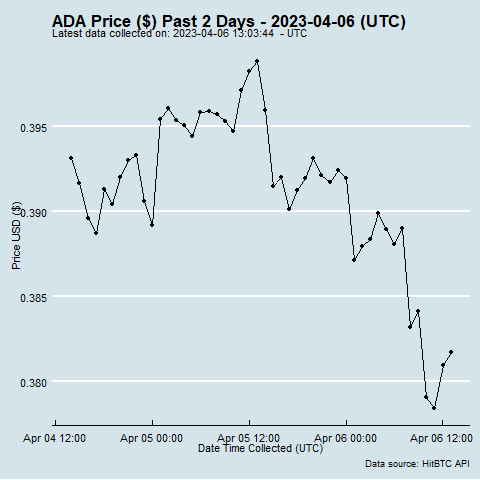 ADA Price ($) Past 2 Days - 2023-04-06 (UTC)
Latest data collected on: 2023-04-06 13:03:44 - UTC
Price USD ($)
0.395
0.390
0.385
0.380
Apr 04 12:00 Apr 05 00:00 Apr 05 12:00 Apr 06 00:00 Apr 06 12:00
Date Time Collected (UTC)
Data source: HitBTC API